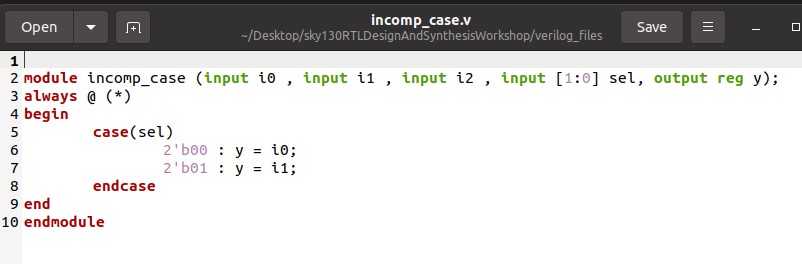 Open
incomp_case.v
~/Desktop/sky130RTLDesignAndSynthesisWorkshop/verilog_files
Save
1
2 module incomp_case (input i0 , input i1 , input i2 , input [1:0] sel, output reg y);
3 always @ (*)
4 begin
5 case(sel)
6 2'b00 : y = i0;
7 2'b01 : y = i1;
8 endcase
9 end
10 endmodule